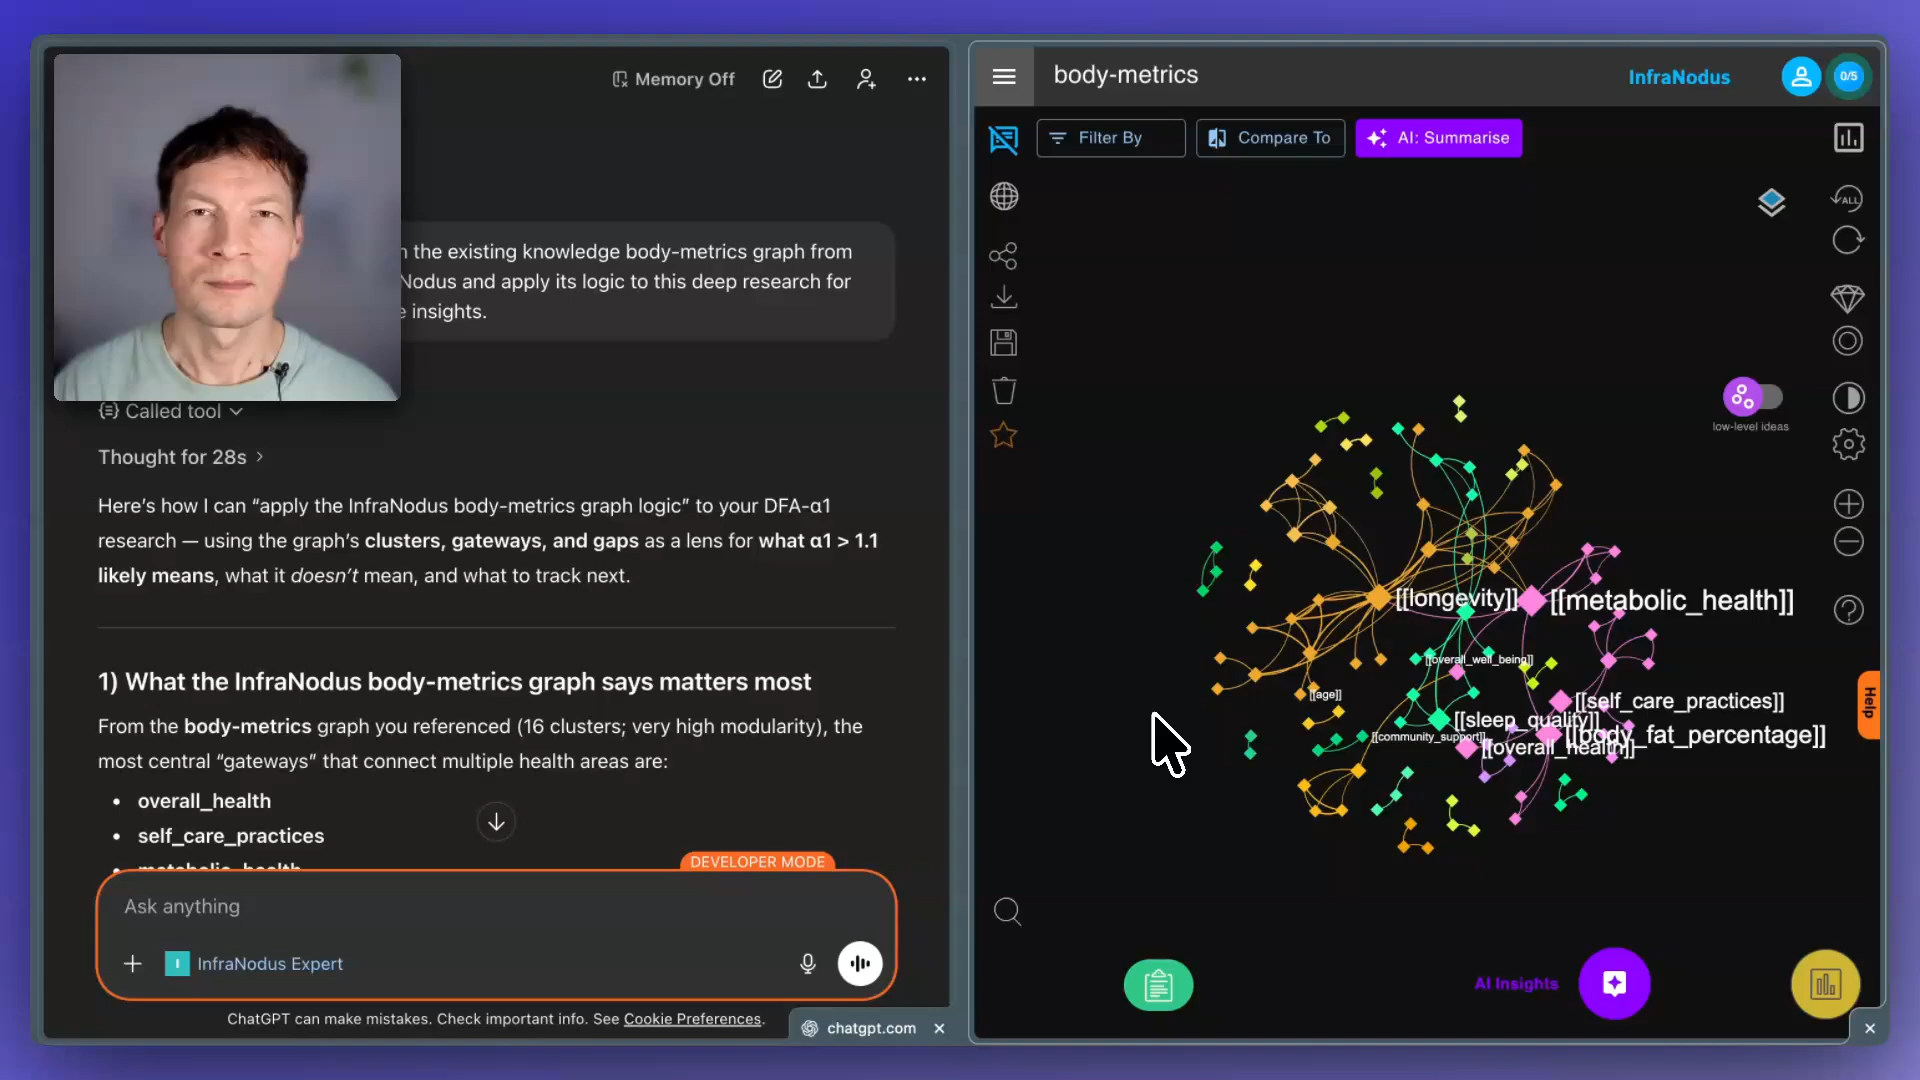 Memory Off
the existing knowledge body-metrics graph from
Nodus and apply its logic to this deep research for
insights.
Called tool
Thought for 28s
Here's how I can "apply the InfraNodus body-metrics graph logic" to your DFA-α1
research — using the graph's clusters, gateways, and gaps as a lens for what α1 > 1.1
likely means, what it doesn't mean, and what to track next.
1) What the InfraNodus body-metrics graph says matters most
From the body-metrics graph you referenced (16 clusters; very high modularity), the
most central "gateways" that connect multiple health areas are:
• overall_health
• self_care_practices
• metabolic_health
DEVELOPER MODE
Ask anything
InfraNodus Expert
ChatGPT can make mistakes. Check important info. See Cookie Preferences.
chatgpt.com
body-metrics
InfraNodus
0/5
Filter By
Compare To
AI: Summarise
ALL
low-level ideas
[[longevity]]
[[metabolic_health]]
[[overall_well_being]]
[[age]]
[[self_care_practices]]
[[sleep_quality]]
[[community_support]]
[[body_fat_percentage]]
[[overall_health]]
Help
AI Insights